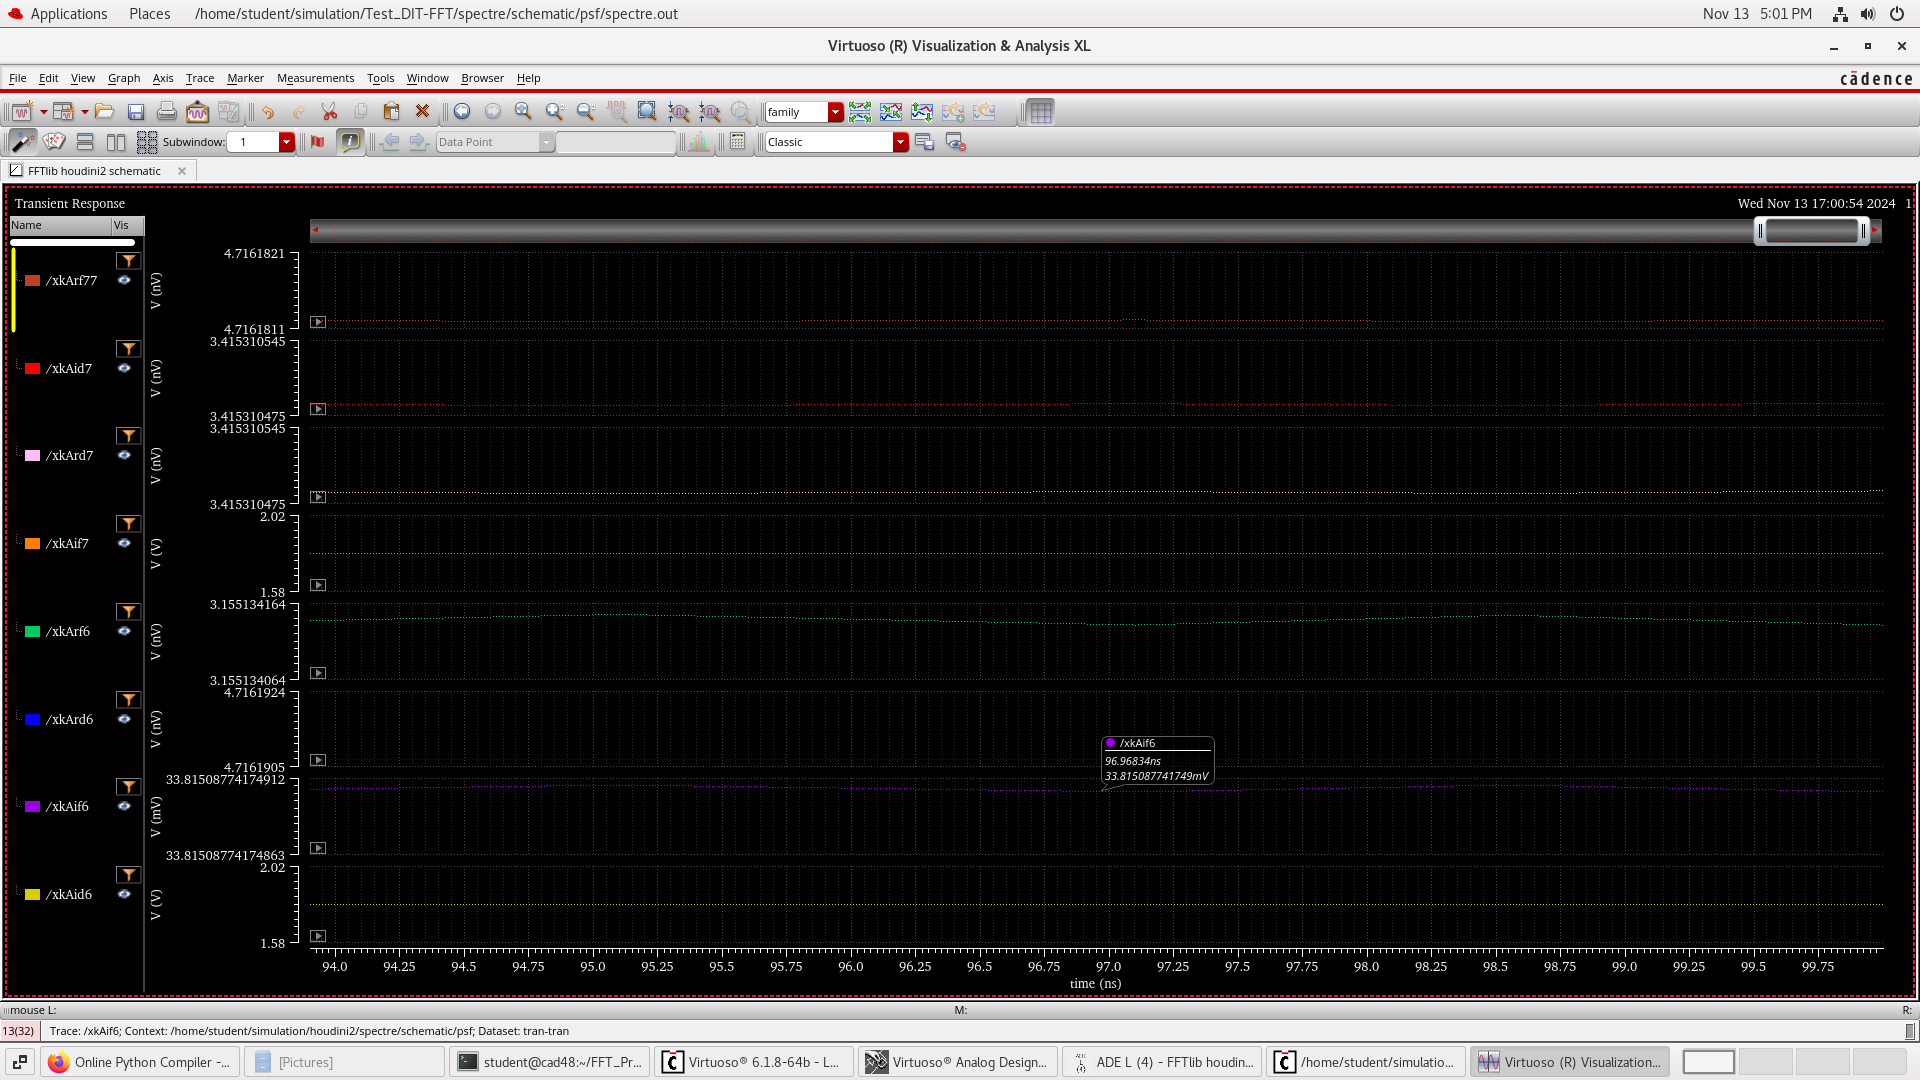 Applications Places /home/student/simulation/Test_DIT-FFT/spectre/schematic/psf/spectre.out Nov 13 5:01 PM
Virtuoso (R) Visualization & Analysis XL
File Edit View Graph Axis Trace Marker Measurements Tools Window Browser Help cādence
family
Subwindow: 1 Data Point Classic
FFTlib houdini2 schematic
Transient Response Wed Nov 13 17:00:54 2024 1
Name Vis
/xkArf77 V (nV) 4.7161821
4.7161811
/xkAid7 V (nV) 3.415310545
3.415310475
/xkArd7 V (nV) 3.415310545
3.415310475
/xkAif7 V (V) 2.02
1.58
/xkArf6 V (nV) 3.155134164
3.155134064
/xkArd6 V (nV) 4.7161924
4.7161905
/xkAif6 V (mV) 33.81508774174912
33.81508774174863
/xkAif6
96.96834ns
33.815087741749mV
/xkAid6 V (V) 2.02
1.58
94.0 94.25 94.5 94.75 95.0 95.25 95.5 95.75 96.0 96.25 96.5 96.75 97.0 97.25 97.5 97.75 98.0 98.25 98.5 98.75 99.0 99.25 99.5 99.75
time (ns)
mouse L: M: R:
13(32) Trace: /xkAif6; Context: /home/student/simulation/houdini2/spectre/schematic/psf; Dataset: tran-tran
Online Python Compiler -... [Pictures] student@cad48:~/FFT_Pr... Virtuoso® 6.1.8-64b - L... Virtuoso® Analog Design... ADE L (4) - FFTlib houdin... /home/student/simulatio... Virtuoso (R) Visualization...